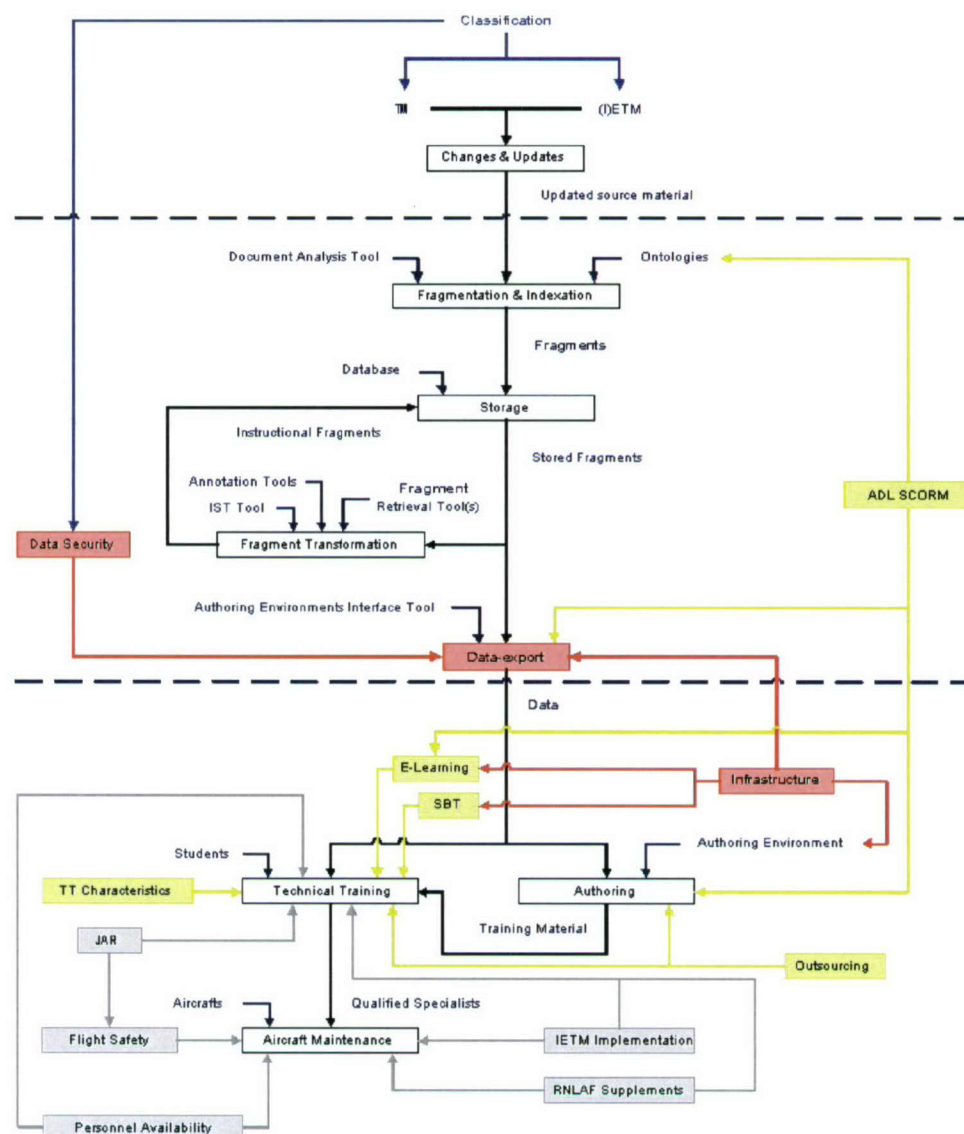 Classification
TM
(I)ETM
Changes & Updates
Updated source material
Document Analysis Tool
Ontologies
Fragmentation & Indexation
Fragments
Database
Storage
Instructional Fragments
Stored Fragments
Annotation Tools
Fragment
IST Tool
Retrieval Tool(s)
ADL SCORM
Data Security
Fragment Transformation
Authoring Environments Interface Tool
Data-export
Data
E-Learning
Infrastructure
SBT
Authoring Environment
Students
TT Characteristics
Technical Training
Authoring
Training Material
JAR
Outsourcing
Aircrafts
Qualified Specialists
Flight Safety
Aircraft Maintenance
IETM Implementation
RNLAF Supplements
Personnel Availability